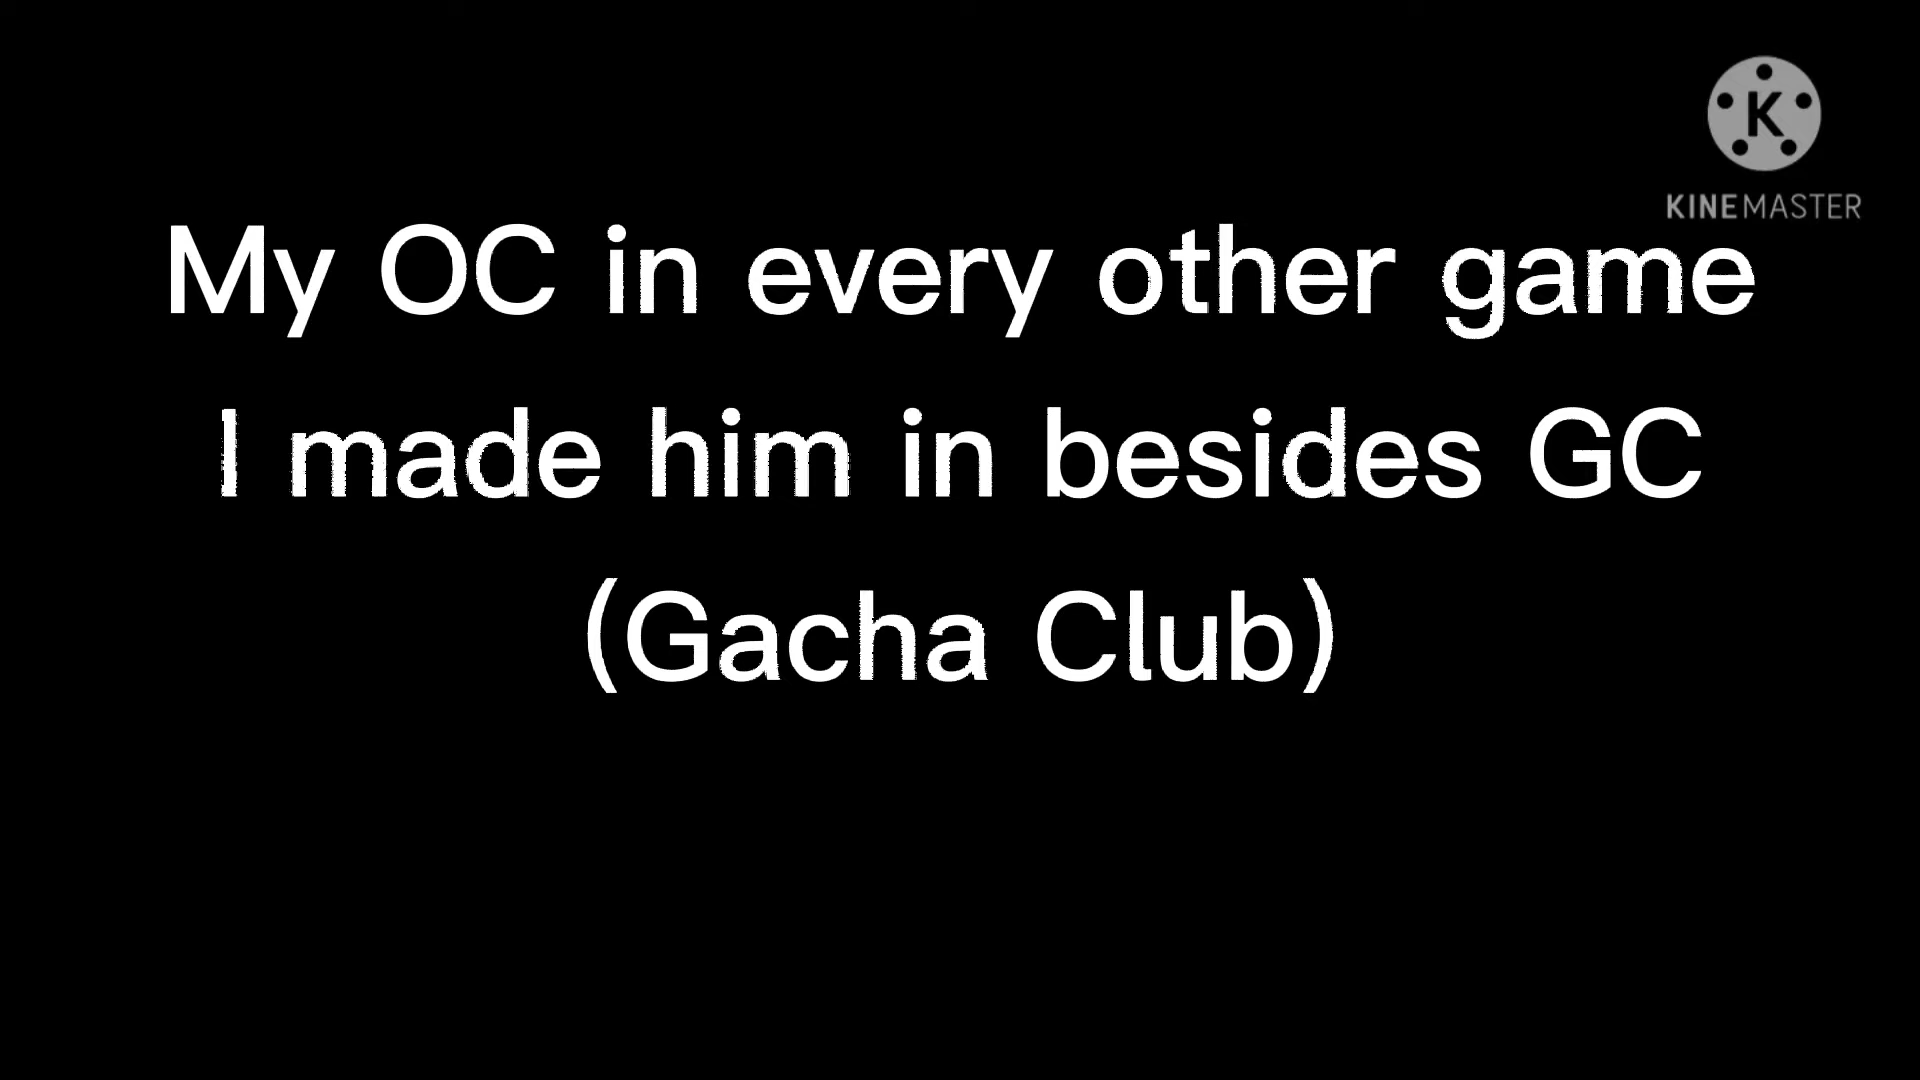 K
KINEMASTER
My OC in every other game
I made him in besides GC
(Gacha Club)